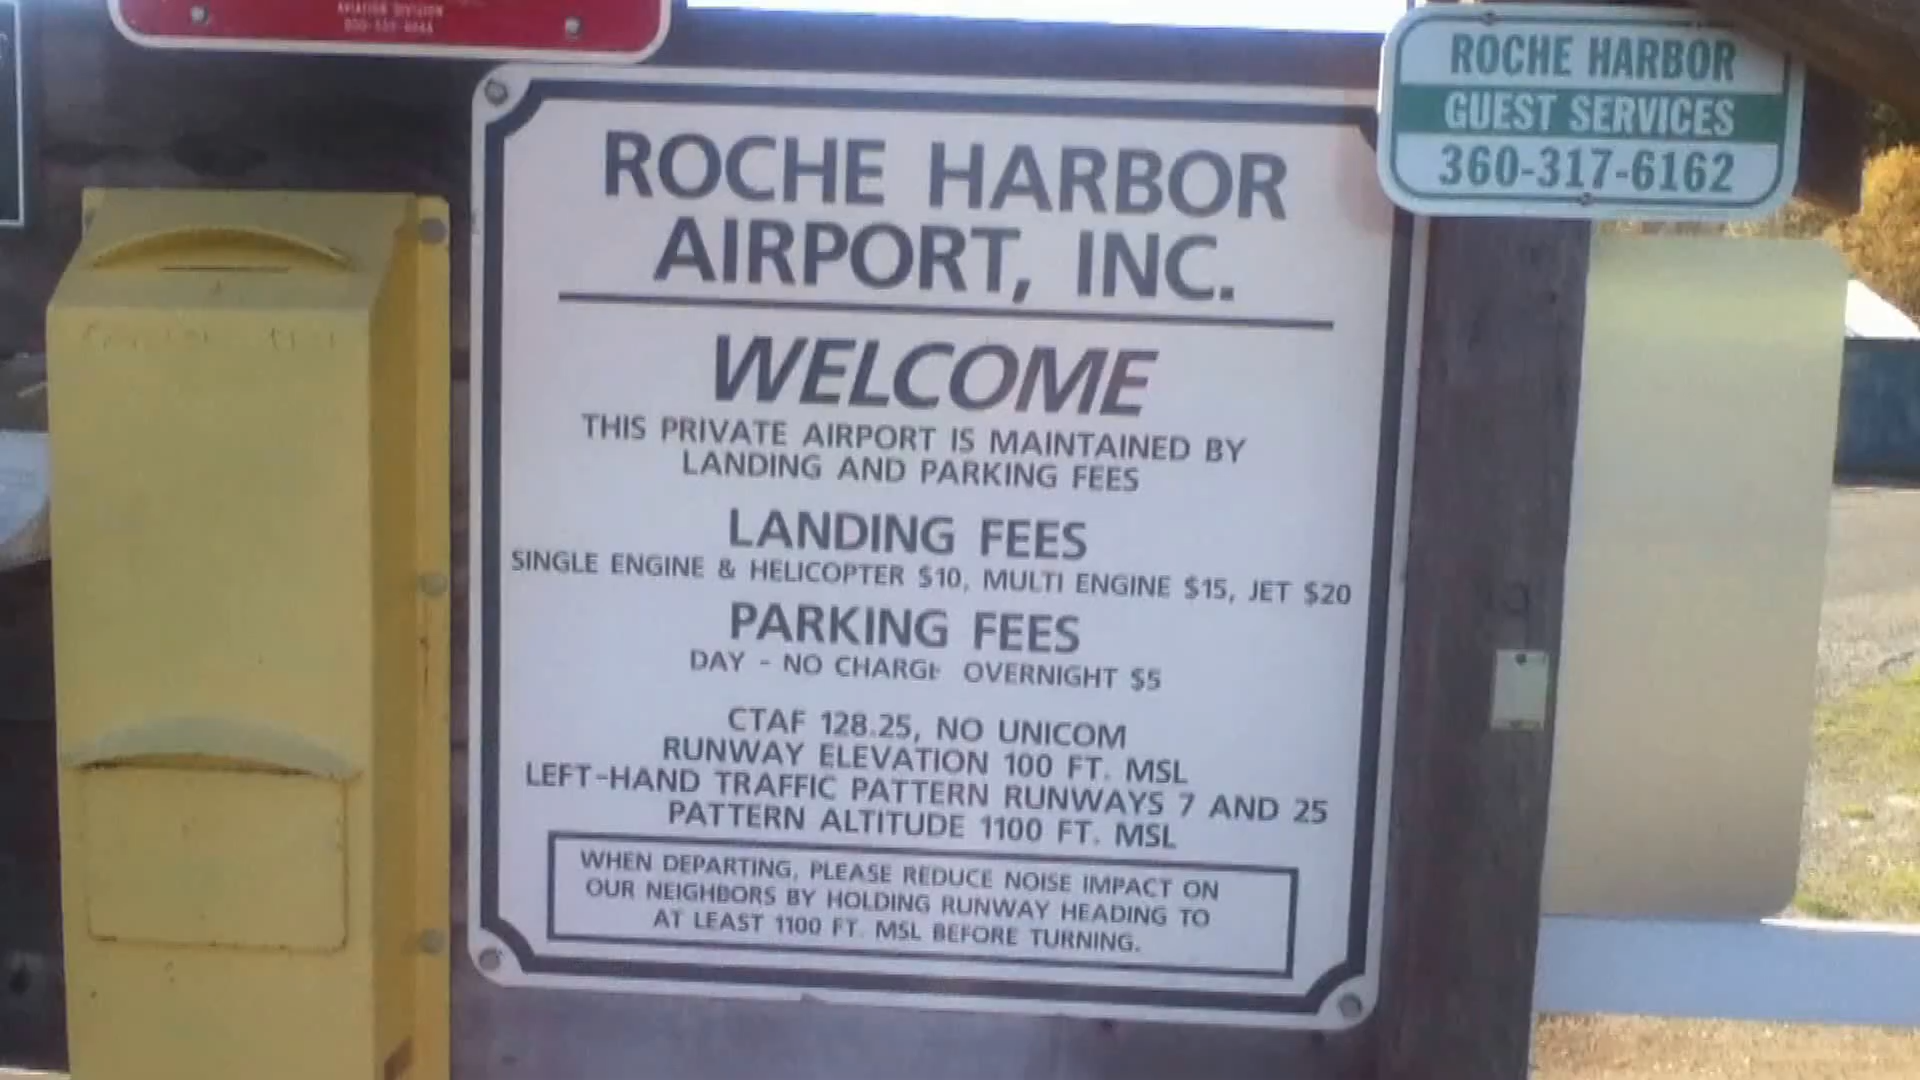 AVIATION DIVISION
ROCHE HARBOR
GUEST SERVICES
360-317-6162
ROCHE HARBOR
AIRPORT, INC.
WELCOME
THIS PRIVATE AIRPORT IS MAINTAINED BY
LANDING AND PARKING FEES
LANDING FEES
SINGLE ENGINE & HELICOPTER $10, MULTI ENGINE $15, JET $20
PARKING FEES
DAY - NO CHARGE OVERNIGHT $5
CTAF 128.25, NO UNICOM
RUNWAY ELEVATION 100 FT. MSL
LEFT-HAND TRAFFIC PATTERN RUNWAYS 7 AND 25
PATTERN ALTITUDE 1100 FT. MSL
WHEN DEPARTING, PLEASE REDUCE NOISE IMPACT ON
OUR NEIGHBORS BY HOLDING RUNWAY HEADING TO
AT LEAST 1100 FT. MSL BEFORE TURNING.